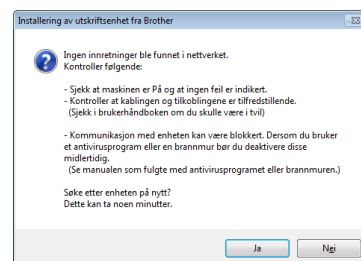 Installering av utskriftsenhet fra Brother
Ingen innretninger ble funnet i nettverket.
Kontroller følgende:
- Sjekk at maskinen er På og at ingen feil er indikert.
- Kontroller at kablingen og tilkoblingene er tilfredstillende.
(Sjekk i brukerhåndboken om du skulle være i tvil)
- Kommunikasjon med enheten kan være blokkert. Dersom du bruker
et antivirusprogram eller en brannmur bør du deaktivere disse
midlertidig.
(Se manualen som fulgte med antivirusprogramet eller brannmuren.)
Søke etter enheten på nytt?
Dette kan ta noen minutter.
Ja
Nei